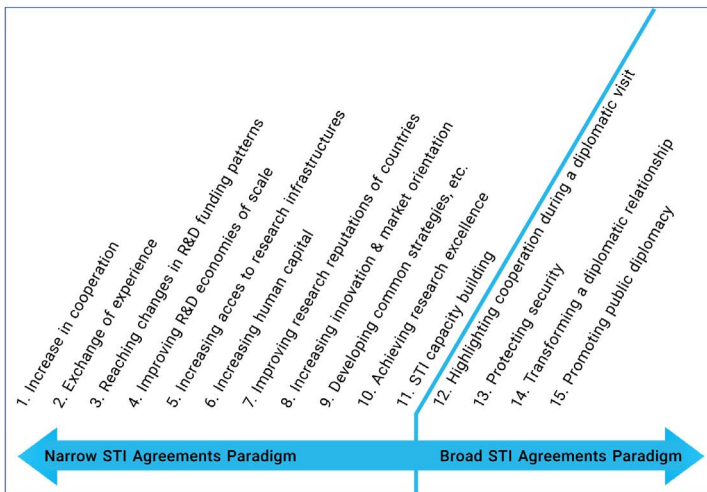 1. Increase in cooperation
2. Exchange of experience
3. Reaching changes in R&D funding patterns
4. Improving R&D economies of scale
5. Increasing acces to research infrastructures
6. Increasing human capital
7. Improving research reputations of countries
8. Increasing innovation & market orientation
9. Developing common strategies, etc.
10. Achieving research excellence
11. STI capacity building
12. Highlighting cooperation during a diplomatic visit
13. Protecting security
14. Transforming a diplomatic relationship
15. Promoting public diplomacy
Narrow STI Agreements Paradigm
Broad STI Agreements Paradigm